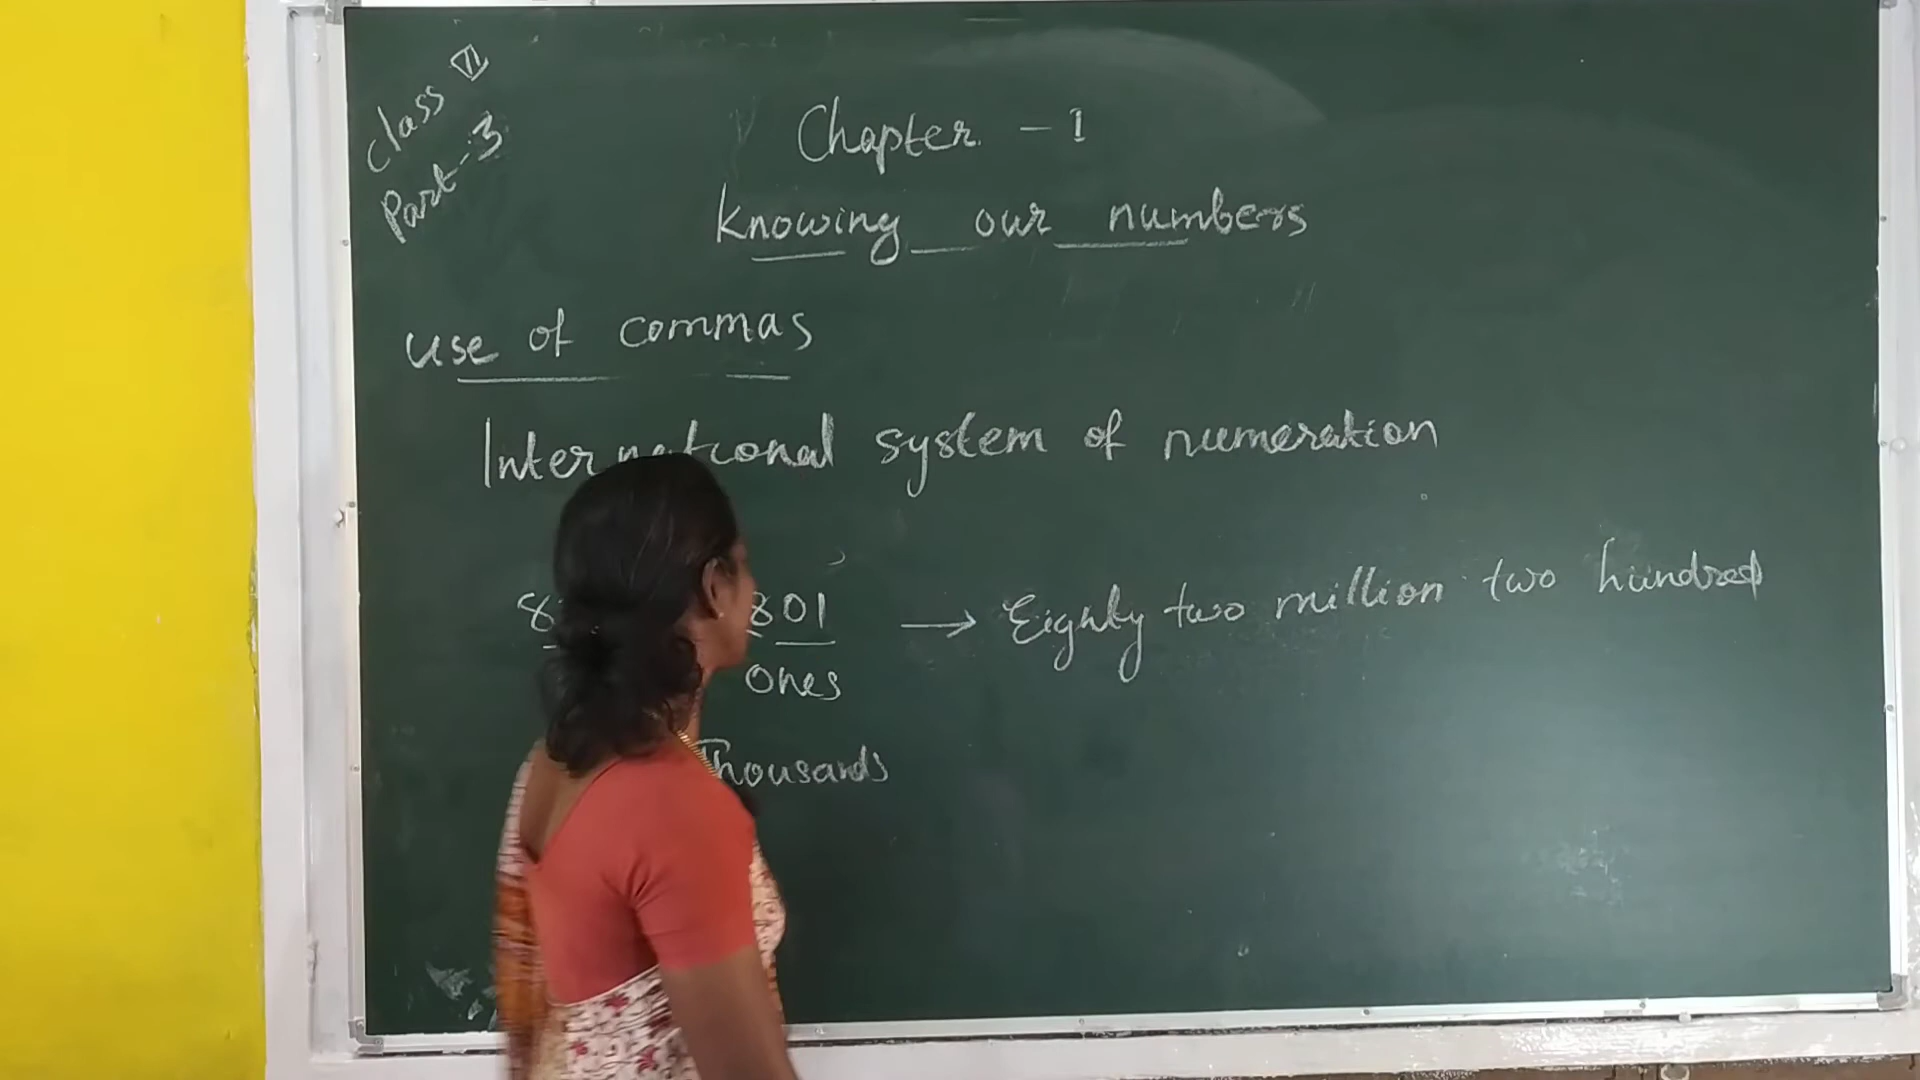 Class VI
Part-3
Chapter - 1
Knowing our numbers
use of commas
International system of numeration
801 → Eighty two million two hundred
Ones
Thousands